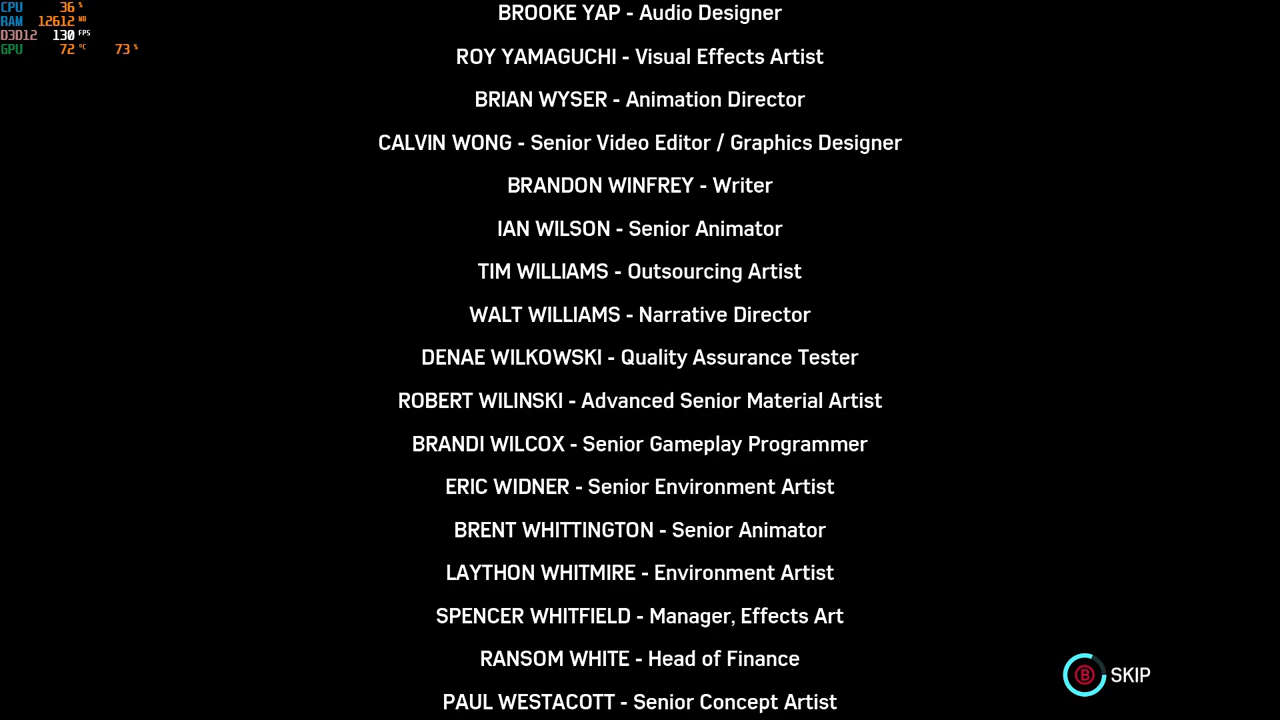 CPU 36 %
RAM 12612 MB
D3D12 130 FPS
GPU 72 °C 73 %
BROOKE YAP - Audio Designer
ROY YAMAGUCHI - Visual Effects Artist
BRIAN WYSER - Animation Director
CALVIN WONG - Senior Video Editor / Graphics Designer
BRANDON WINFREY - Writer
IAN WILSON - Senior Animator
TIM WILLIAMS - Outsourcing Artist
WALT WILLIAMS - Narrative Director
DENAE WILKOWSKI - Quality Assurance Tester
ROBERT WILINSKI - Advanced Senior Material Artist
BRANDI WILCOX - Senior Gameplay Programmer
ERIC WIDNER - Senior Environment Artist
BRENT WHITTINGTON - Senior Animator
LAYTHON WHITMIRE - Environment Artist
SPENCER WHITFIELD - Manager, Effects Art
RANSOM WHITE - Head of Finance
B SKIP
PAUL WESTACOTT - Senior Concept Artist